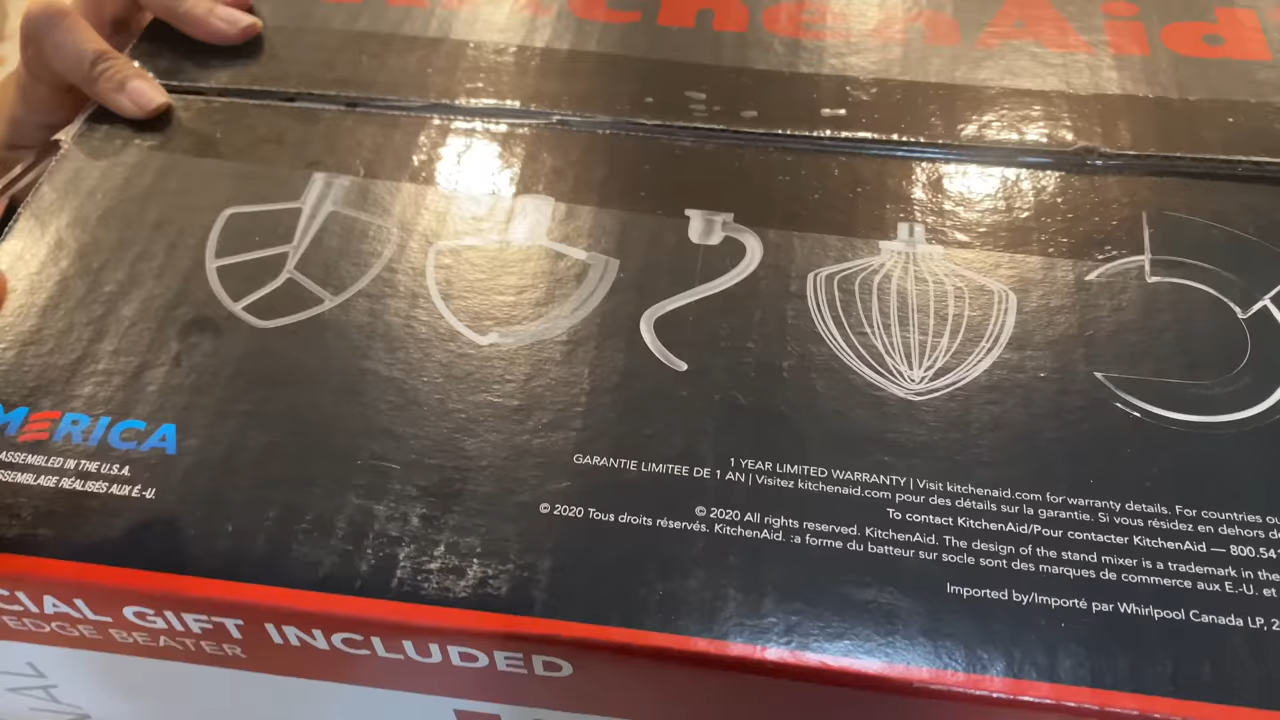 KitchenAid
MERICA
ASSEMBLED IN THE U.S.A.
SSEMBLAGE RÉALISÉS AUX É.-U.
1 YEAR LIMITED WARRANTY | Visit kitchenaid.com for warranty details. For countries
GARANTIE LIMITEE DE 1 AN | Visitez kitchenaid.com pour des détails sur la garantie. Si vous résidez en dehors
To contact KitchenAid/Pour contacter KitchenAid — 800.54
© 2020 All rights reserved. KitchenAid. The design of the stand mixer is a trademark in the
© 2020 Tous droits réservés. KitchenAid. :a forme du batteur sur socle sont des marques de commerce aux É.-U. et
Imported by/Importé par Whirlpool Canada LP, 2
CIAL GIFT INCLUDED
EDGE BEATER
NAL